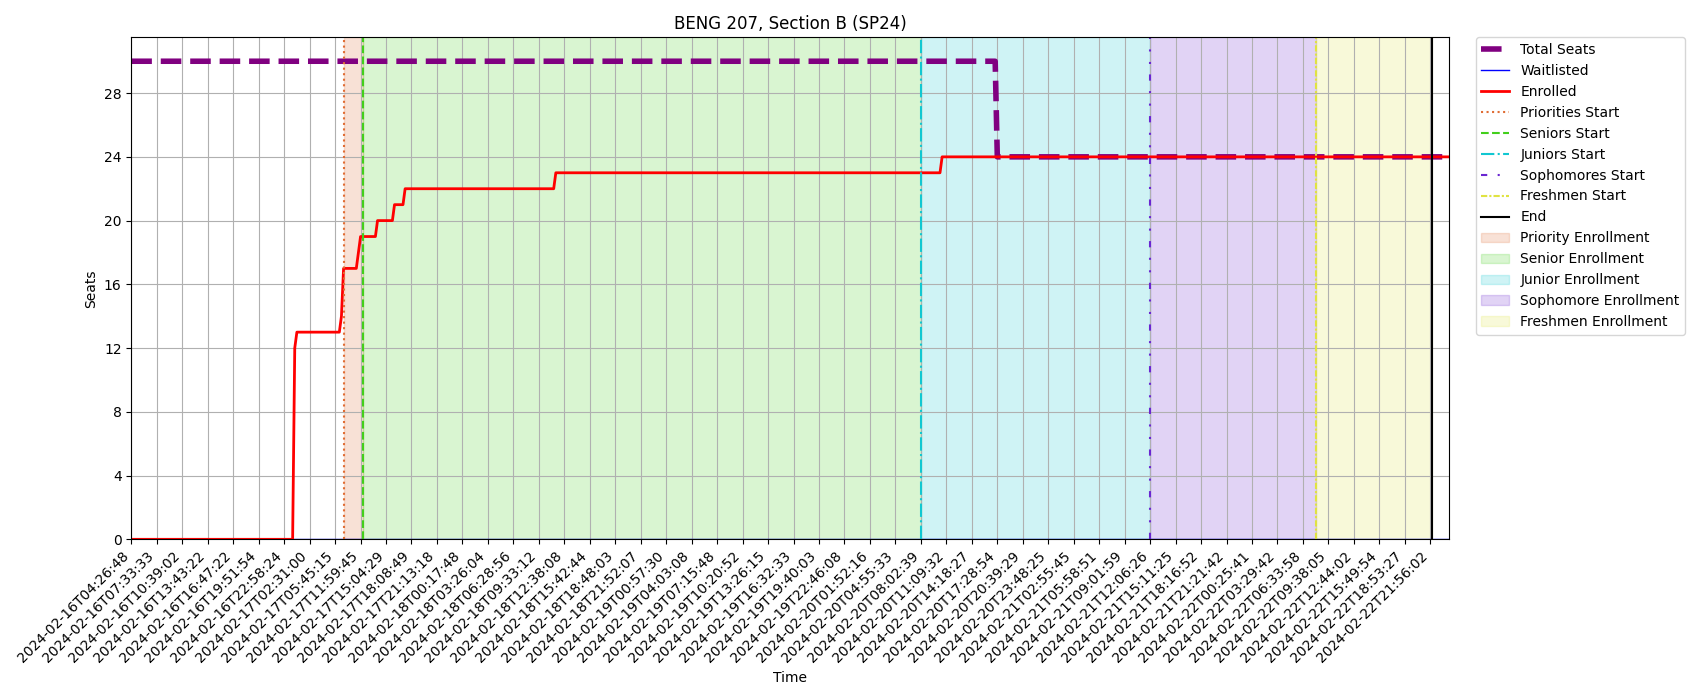 BENG 207, Section B (SP24)
Seats
28
24
20
16
12
8
4
0
2024-02-16T04:26:48
2024-02-16T07:33:33
2024-02-16T10:39:02
2024-02-16T13:43:22
2024-02-16T16:47:22
2024-02-16T19:51:54
2024-02-16T22:58:24
2024-02-17T02:31:00
2024-02-17T05:45:15
2024-02-17T11:59:45
2024-02-17T15:04:29
2024-02-17T18:08:49
2024-02-17T21:13:18
2024-02-18T00:17:48
2024-02-18T03:26:04
2024-02-18T06:28:56
2024-02-18T09:33:12
2024-02-18T12:38:08
2024-02-18T15:42:44
2024-02-18T18:48:03
2024-02-18T21:52:07
2024-02-19T00:57:30
2024-02-19T04:03:08
2024-02-19T07:15:48
2024-02-19T10:20:52
2024-02-19T13:26:15
2024-02-19T16:32:33
2024-02-19T19:40:03
2024-02-19T22:46:08
2024-02-20T01:52:16
2024-02-20T04:55:33
2024-02-20T08:02:39
2024-02-20T11:09:32
2024-02-20T14:18:27
2024-02-20T17:28:54
2024-02-20T20:39:29
2024-02-20T23:48:25
2024-02-21T02:55:45
2024-02-21T05:58:51
2024-02-21T09:01:59
2024-02-21T12:06:26
2024-02-21T15:11:25
2024-02-21T18:16:52
2024-02-21T21:21:42
2024-02-22T00:25:41
2024-02-22T03:29:42
2024-02-22T06:33:58
2024-02-22T09:38:05
2024-02-22T12:44:02
2024-02-22T15:49:54
2024-02-22T18:53:27
2024-02-22T21:56:02
Time
Total Seats
Waitlisted
Enrolled
Priorities Start
Seniors Start
Juniors Start
Sophomores Start
Freshmen Start
End
Priority Enrollment
Senior Enrollment
Junior Enrollment
Sophomore Enrollment
Freshmen Enrollment